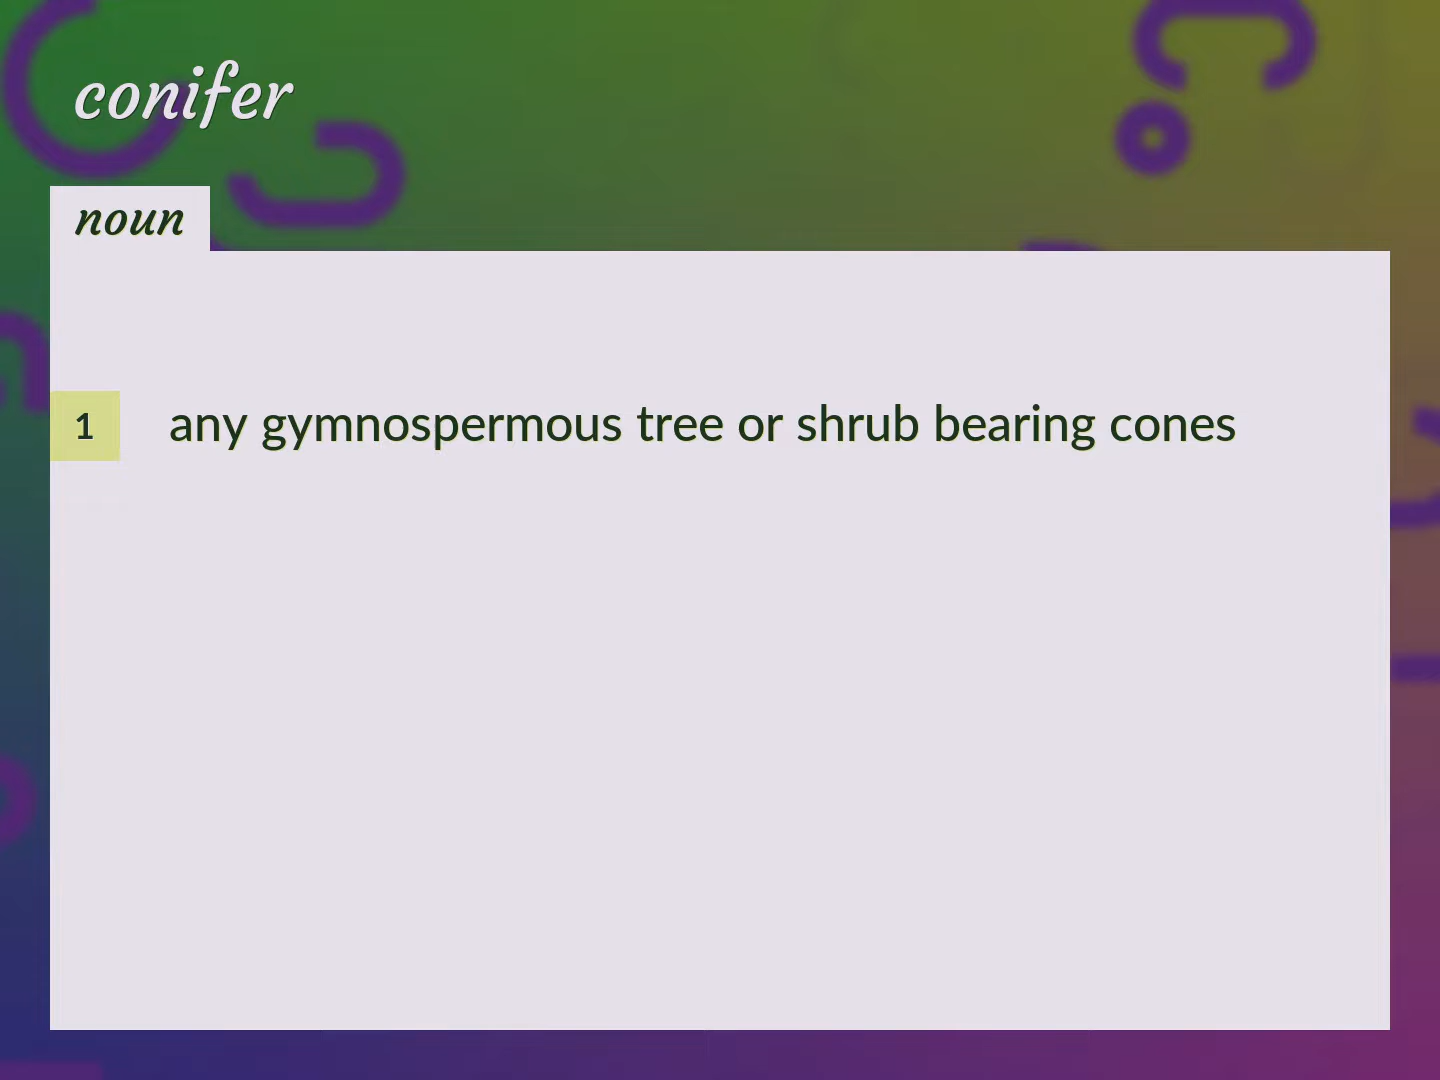 conifer
noun
1 any gymnospermous tree or shrub bearing cones